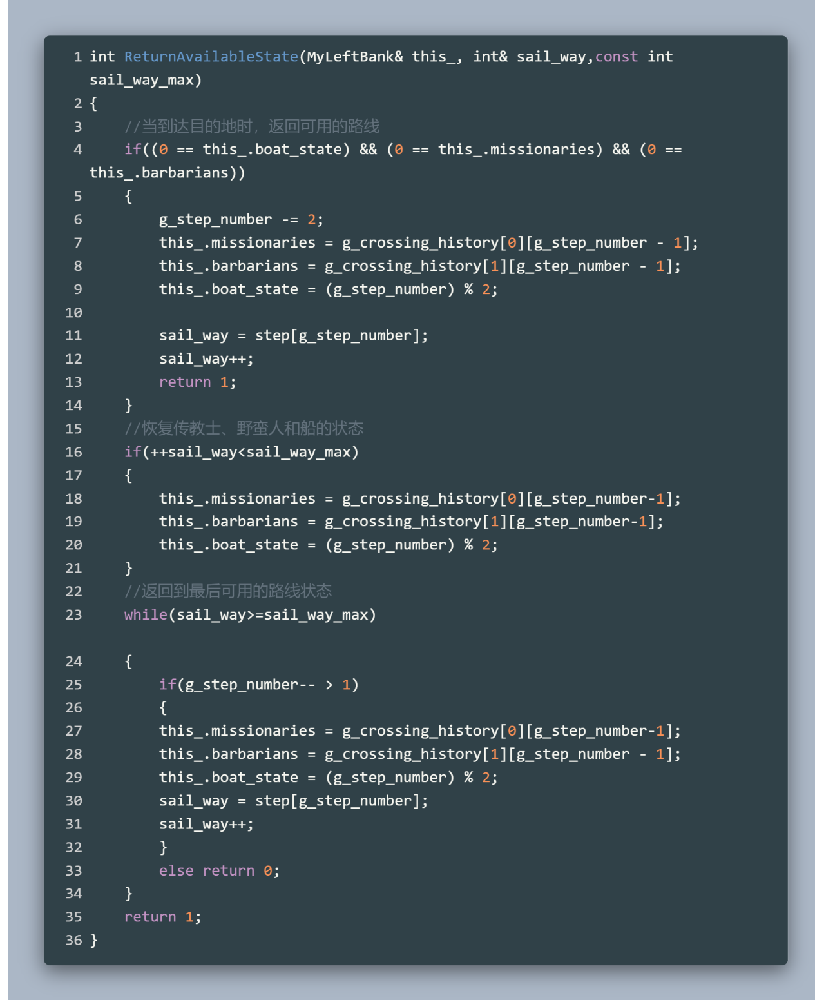 1 int ReturnAvailableState(MyLeftBank& this_, int& sail_way,const int
sail_way_max)
2 {
3     //当到达目的地时，返回可用的路线
4     if((0 == this_.boat_state) && (0 == this_.missionaries) && (0 ==
this_.barbarians))
5     {
6         g_step_number -= 2;
7         this_.missionaries = g_crossing_history[0][g_step_number - 1];
8         this_.barbarians = g_crossing_history[1][g_step_number - 1];
9         this_.boat_state = (g_step_number) % 2;
10
11         sail_way = step[g_step_number];
12         sail_way++;
13         return 1;
14     }
15     //恢复传教士、野蛮人和船的状态
16     if(++sail_way<sail_way_max)
17     {
18         this_.missionaries = g_crossing_history[0][g_step_number-1];
19         this_.barbarians = g_crossing_history[1][g_step_number-1];
20         this_.boat_state = (g_step_number) % 2;
21     }
22     //返回到最后可用的路线状态
23     while(sail_way>=sail_way_max)
24     {
25         if(g_step_number-- > 1)
26         {
27         this_.missionaries = g_crossing_history[0][g_step_number-1];
28         this_.barbarians = g_crossing_history[1][g_step_number - 1];
29         this_.boat_state = (g_step_number) % 2;
30         sail_way = step[g_step_number];
31         sail_way++;
32         }
33         else return 0;
34     }
35     return 1;
36 }